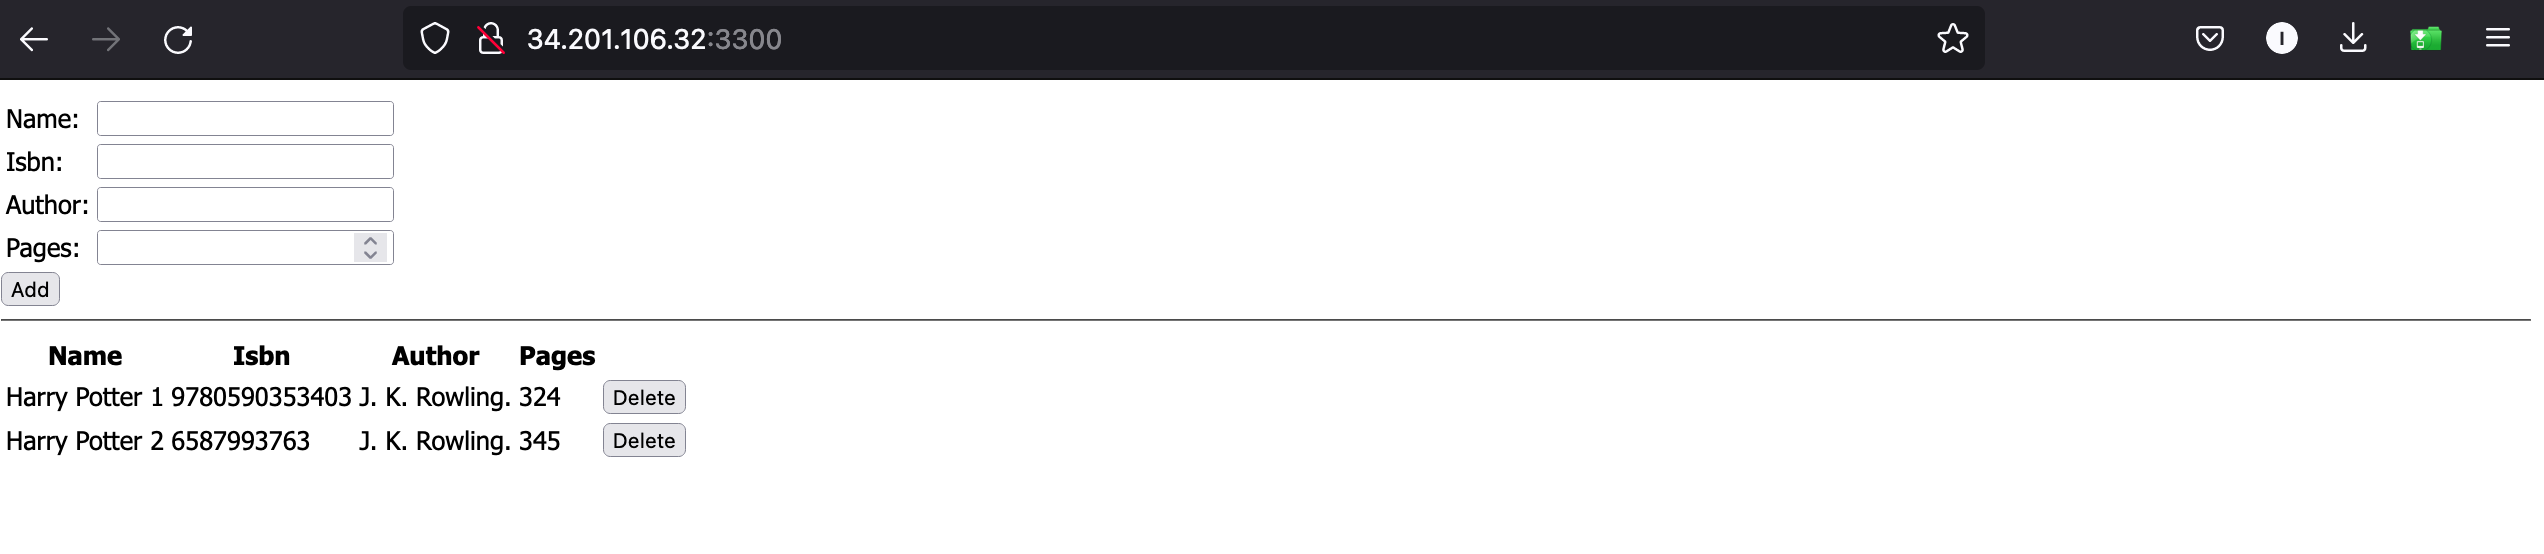 34.201.106.32:3300
I
Name:
Isbn:
Author:
Pages:
Add
Name Isbn Author Pages
Harry Potter 1 9780590353403 J. K. Rowling. 324 Delete
Harry Potter 2 6587993763 J. K. Rowling. 345 Delete